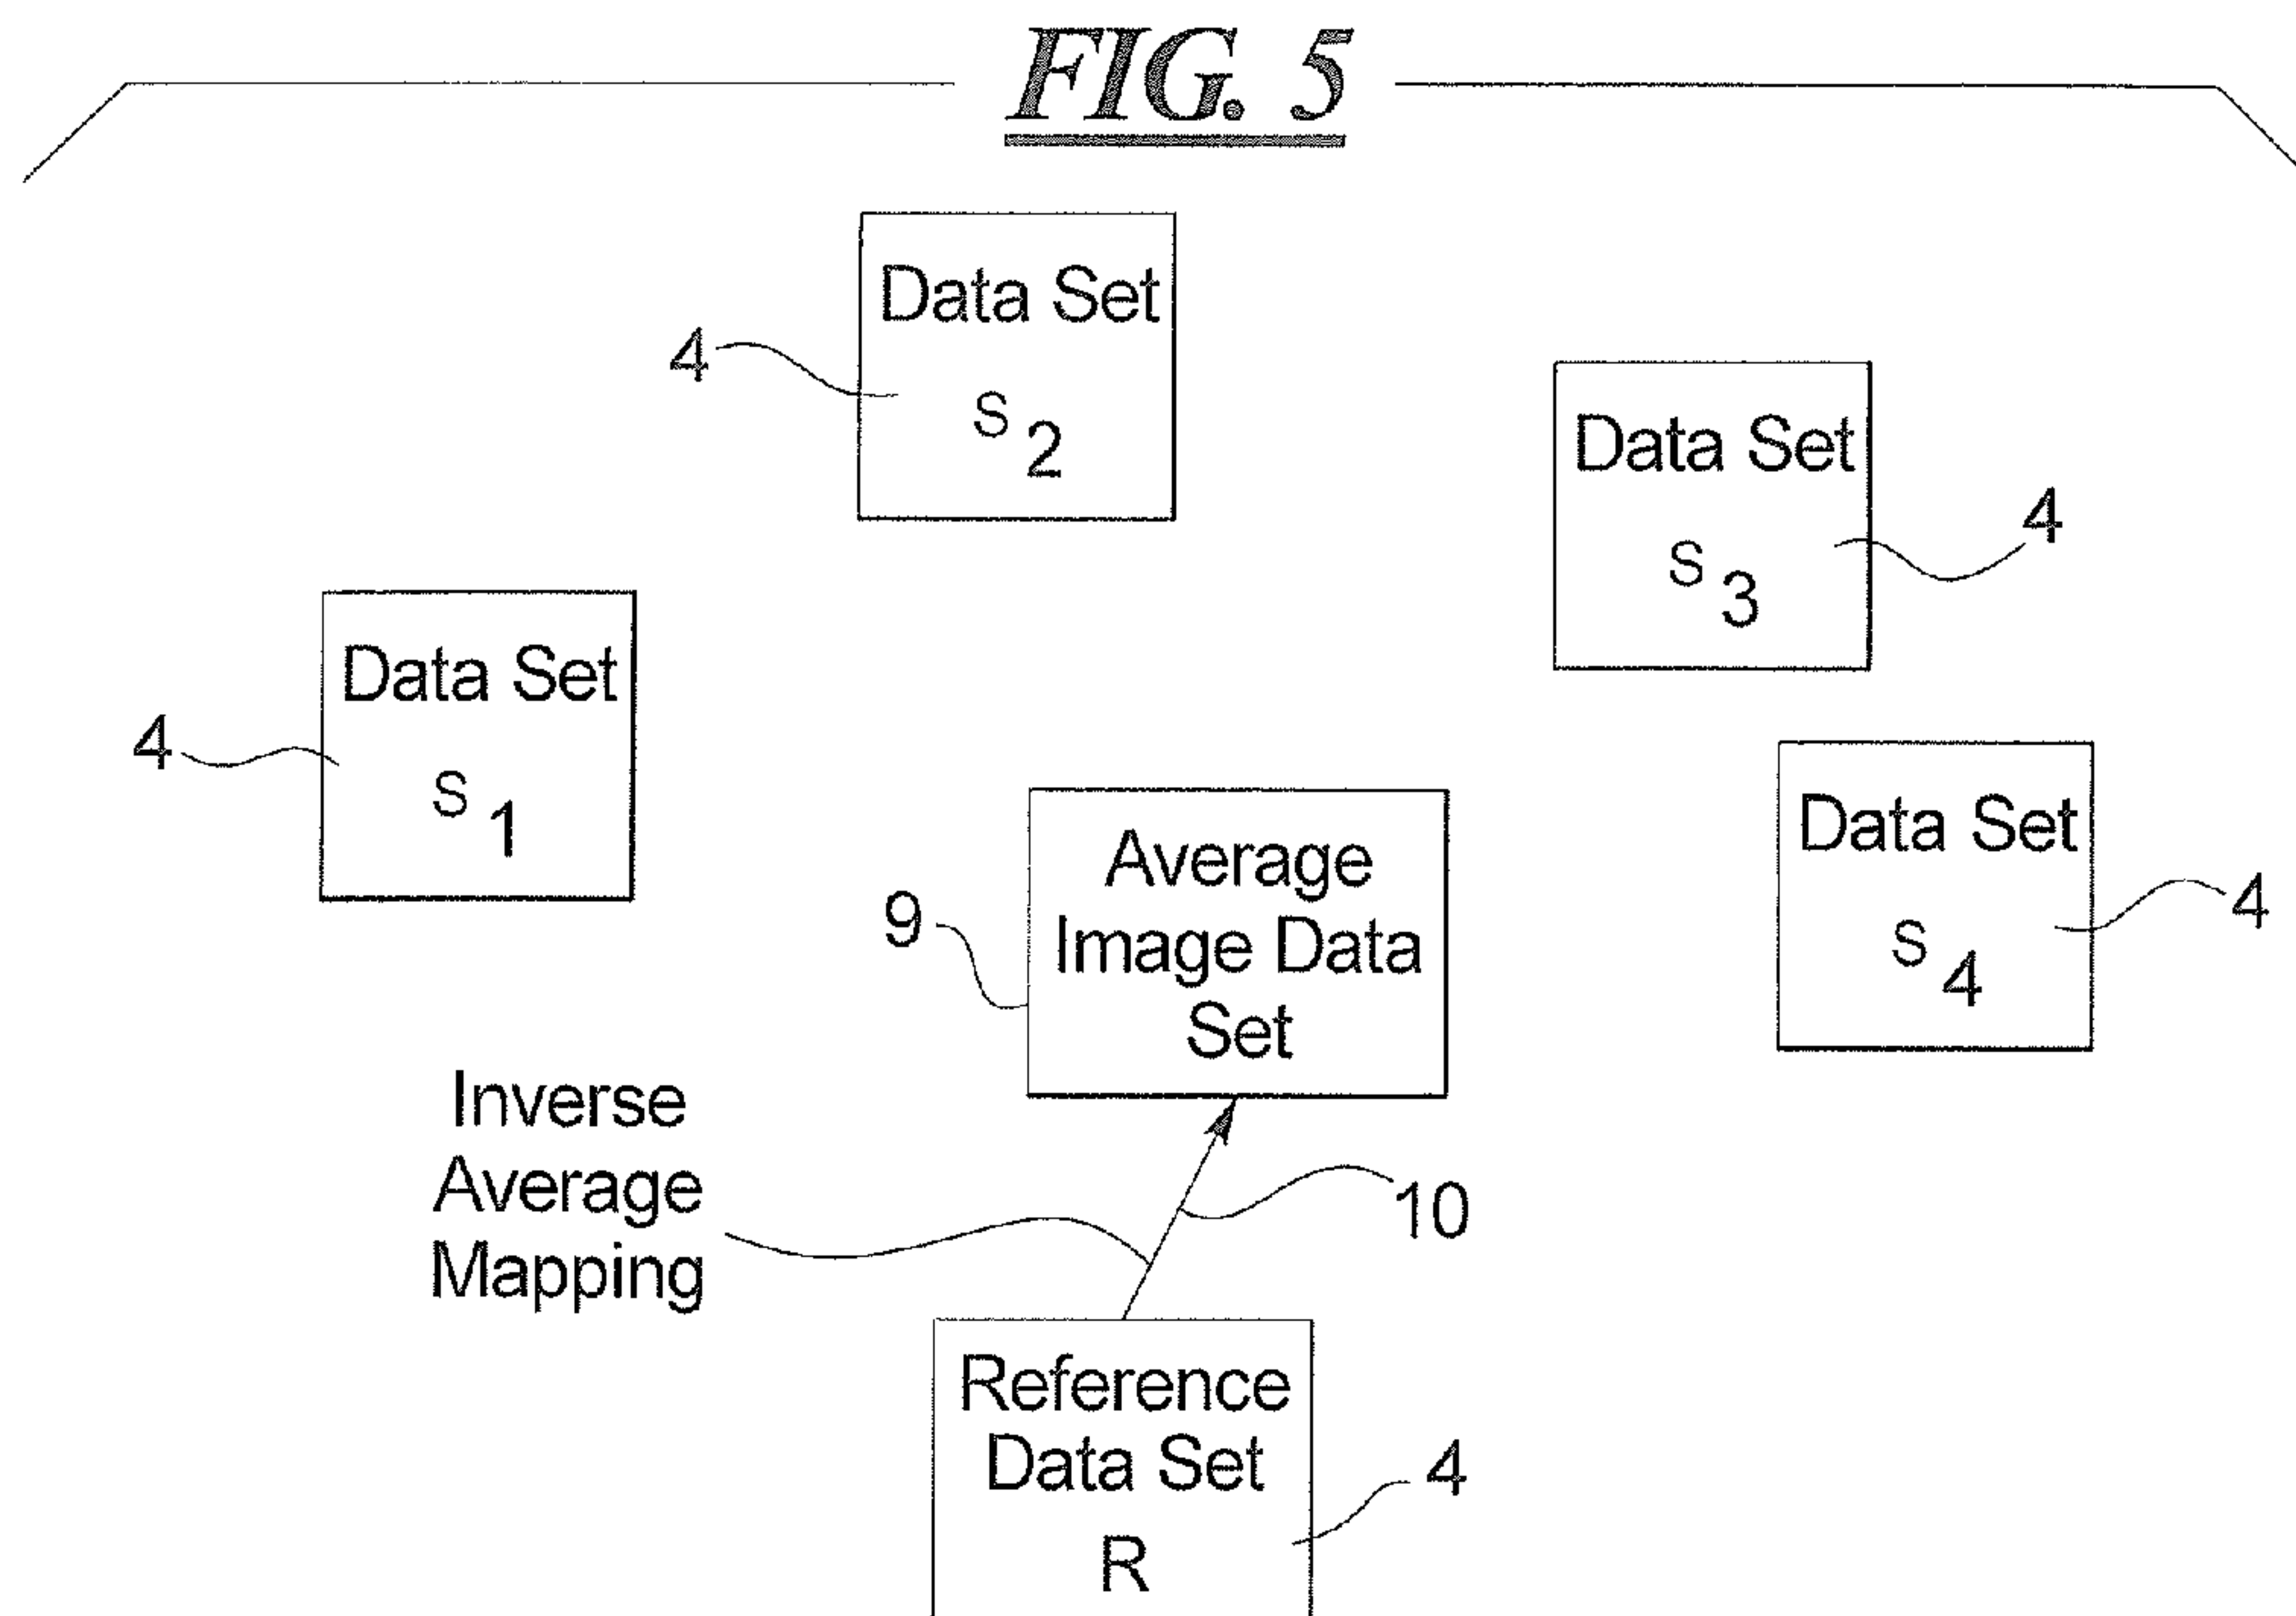 FIG. 5
Data Set
S 2
4
Data Set
S 3
4
Data Set
S 1
4
Data Set
S 4
4
Average
Image Data
Set
9
Inverse
Average
Mapping
10
Reference
Data Set
R
4